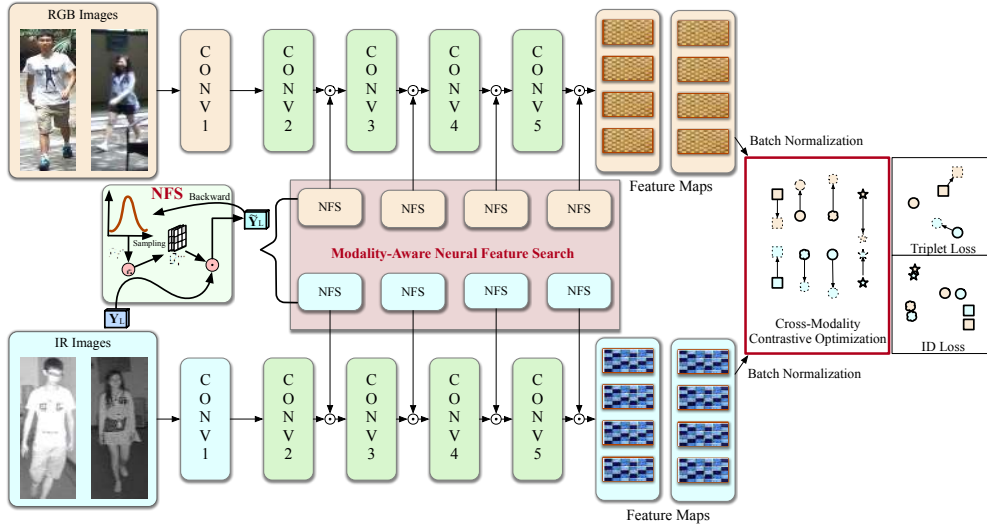 RGB Images
C O N V 1
C O N V 2
C O N V 3
C O N V 4
C O N V 5
Feature Maps
Batch Normalization
NFS
Backward
Sampling
Ỹ_L
Y_L
NFS
NFS
NFS
NFS
Modality-Aware Neural Feature Search
NFS
NFS
NFS
NFS
Cross-Modality
Contrastive Optimization
Triplet Loss
ID Loss
IR Images
C O N V 1
C O N V 2
C O N V 3
C O N V 4
C O N V 5
Feature Maps
Batch Normalization